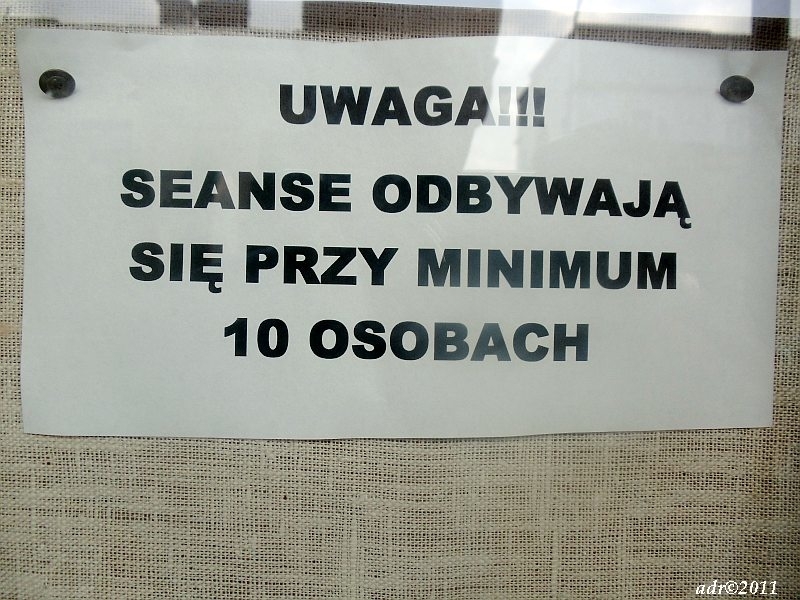 UWAGA!!!
SEANSE ODBYWAJĄ
SIĘ PRZY MINIMUM
10 OSOBACH
adr©2011